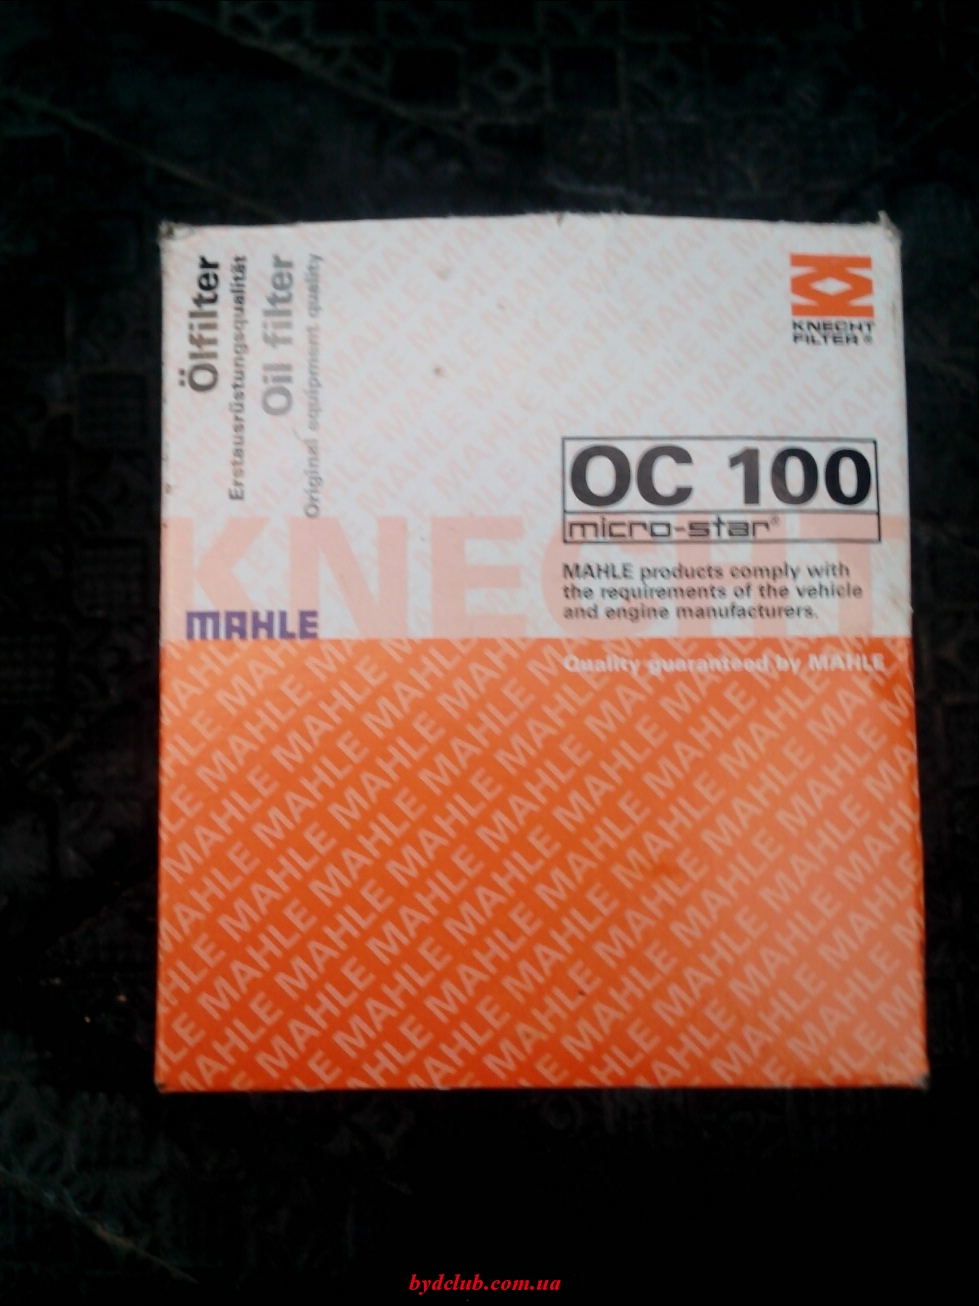 Ölfilter
Erstausrüstungsqualität
Oil filter
Original equipment quality
KNECHT
FILTER ®
OC 100
micro-star®
KNECHT
MAHLE products comply with
the requirements of the vehicle
and engine manufacturers.
MAHLE
Quality guaranteed by MAHLE
bydclub.com.ua